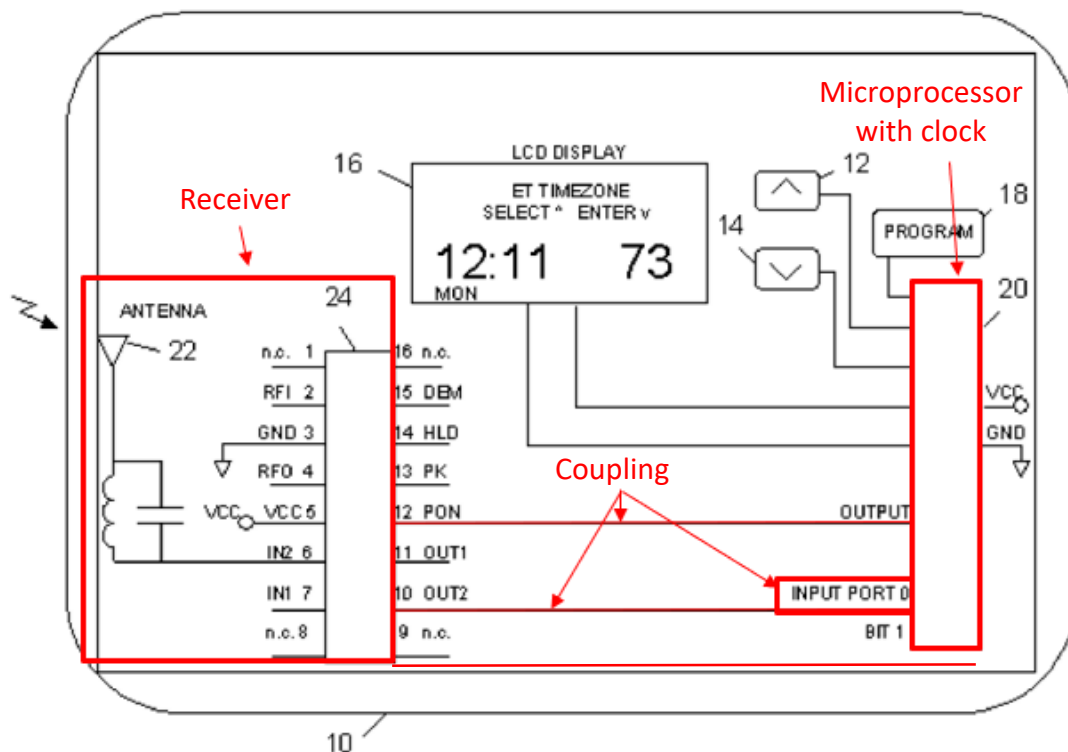 Microprocessor
with clock
LCD DISPLAY
16
12
ET TIMEZONE
SELECT ^ ENTER v
Receiver
18
14
PROGRAM
12:11 73
MON
20
24
ANTENNA
22
n.c. 1
16 n.c.
RFI 2
15 DEM
VCC
GND 3
14 HLD
GND
RFO 4
13 PK
Coupling
VCC
VCC 5
12 PON
OUTPUT
IN2 6
11 OUT1
IN1 7
10 OUT2
INPUT PORT 0
n.c. 8
9 n.c.
BIT 1
10